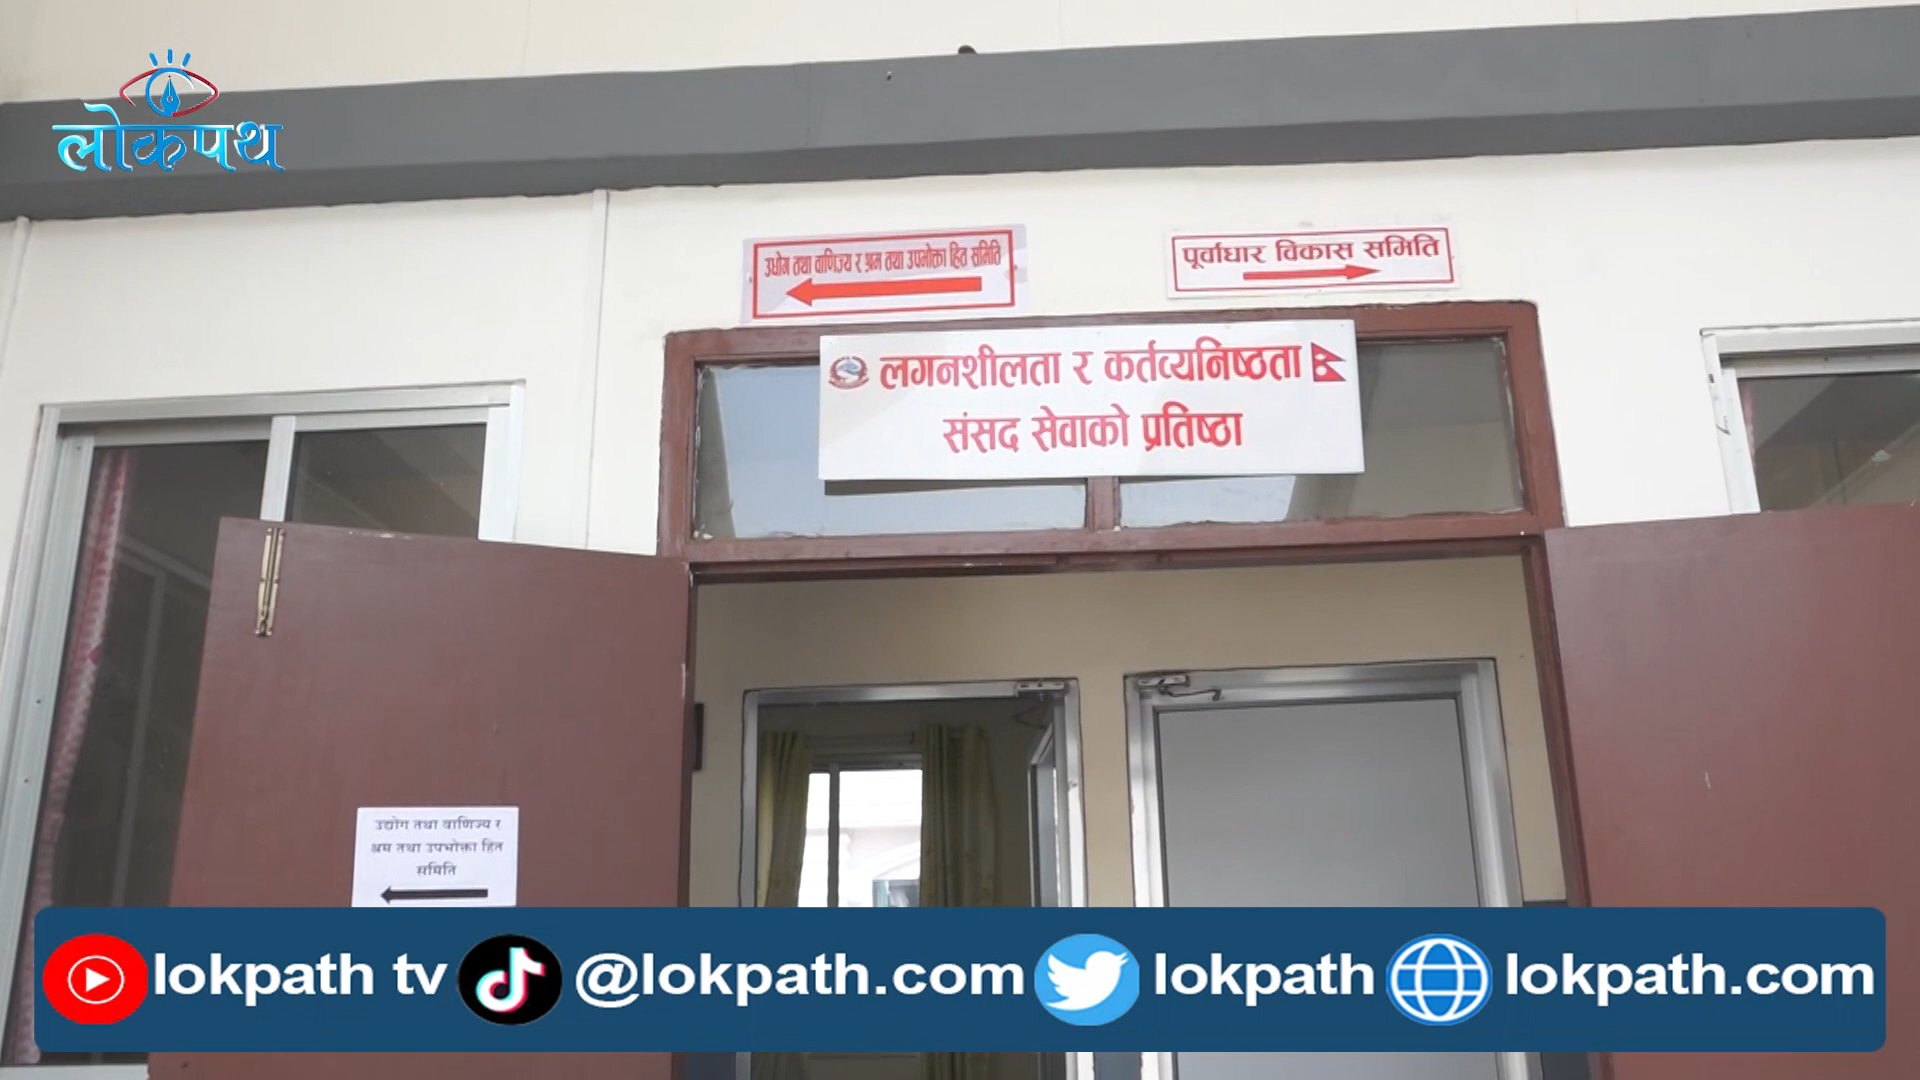 लोकपथ
उधोग तथा वाणिज्य र श्रम तथा उपभोक्ता हित समिति
पूर्वाधार विकास समिति
लगनशीलता र कर्तव्यनिष्ठता
संसद सेवाको प्रतिष्ठा
उद्योग तथा वाणिज्य र
श्रम तथा उपभोक्ता हित
समिति
lokpath tv @lokpath.com lokpath lokpath.com